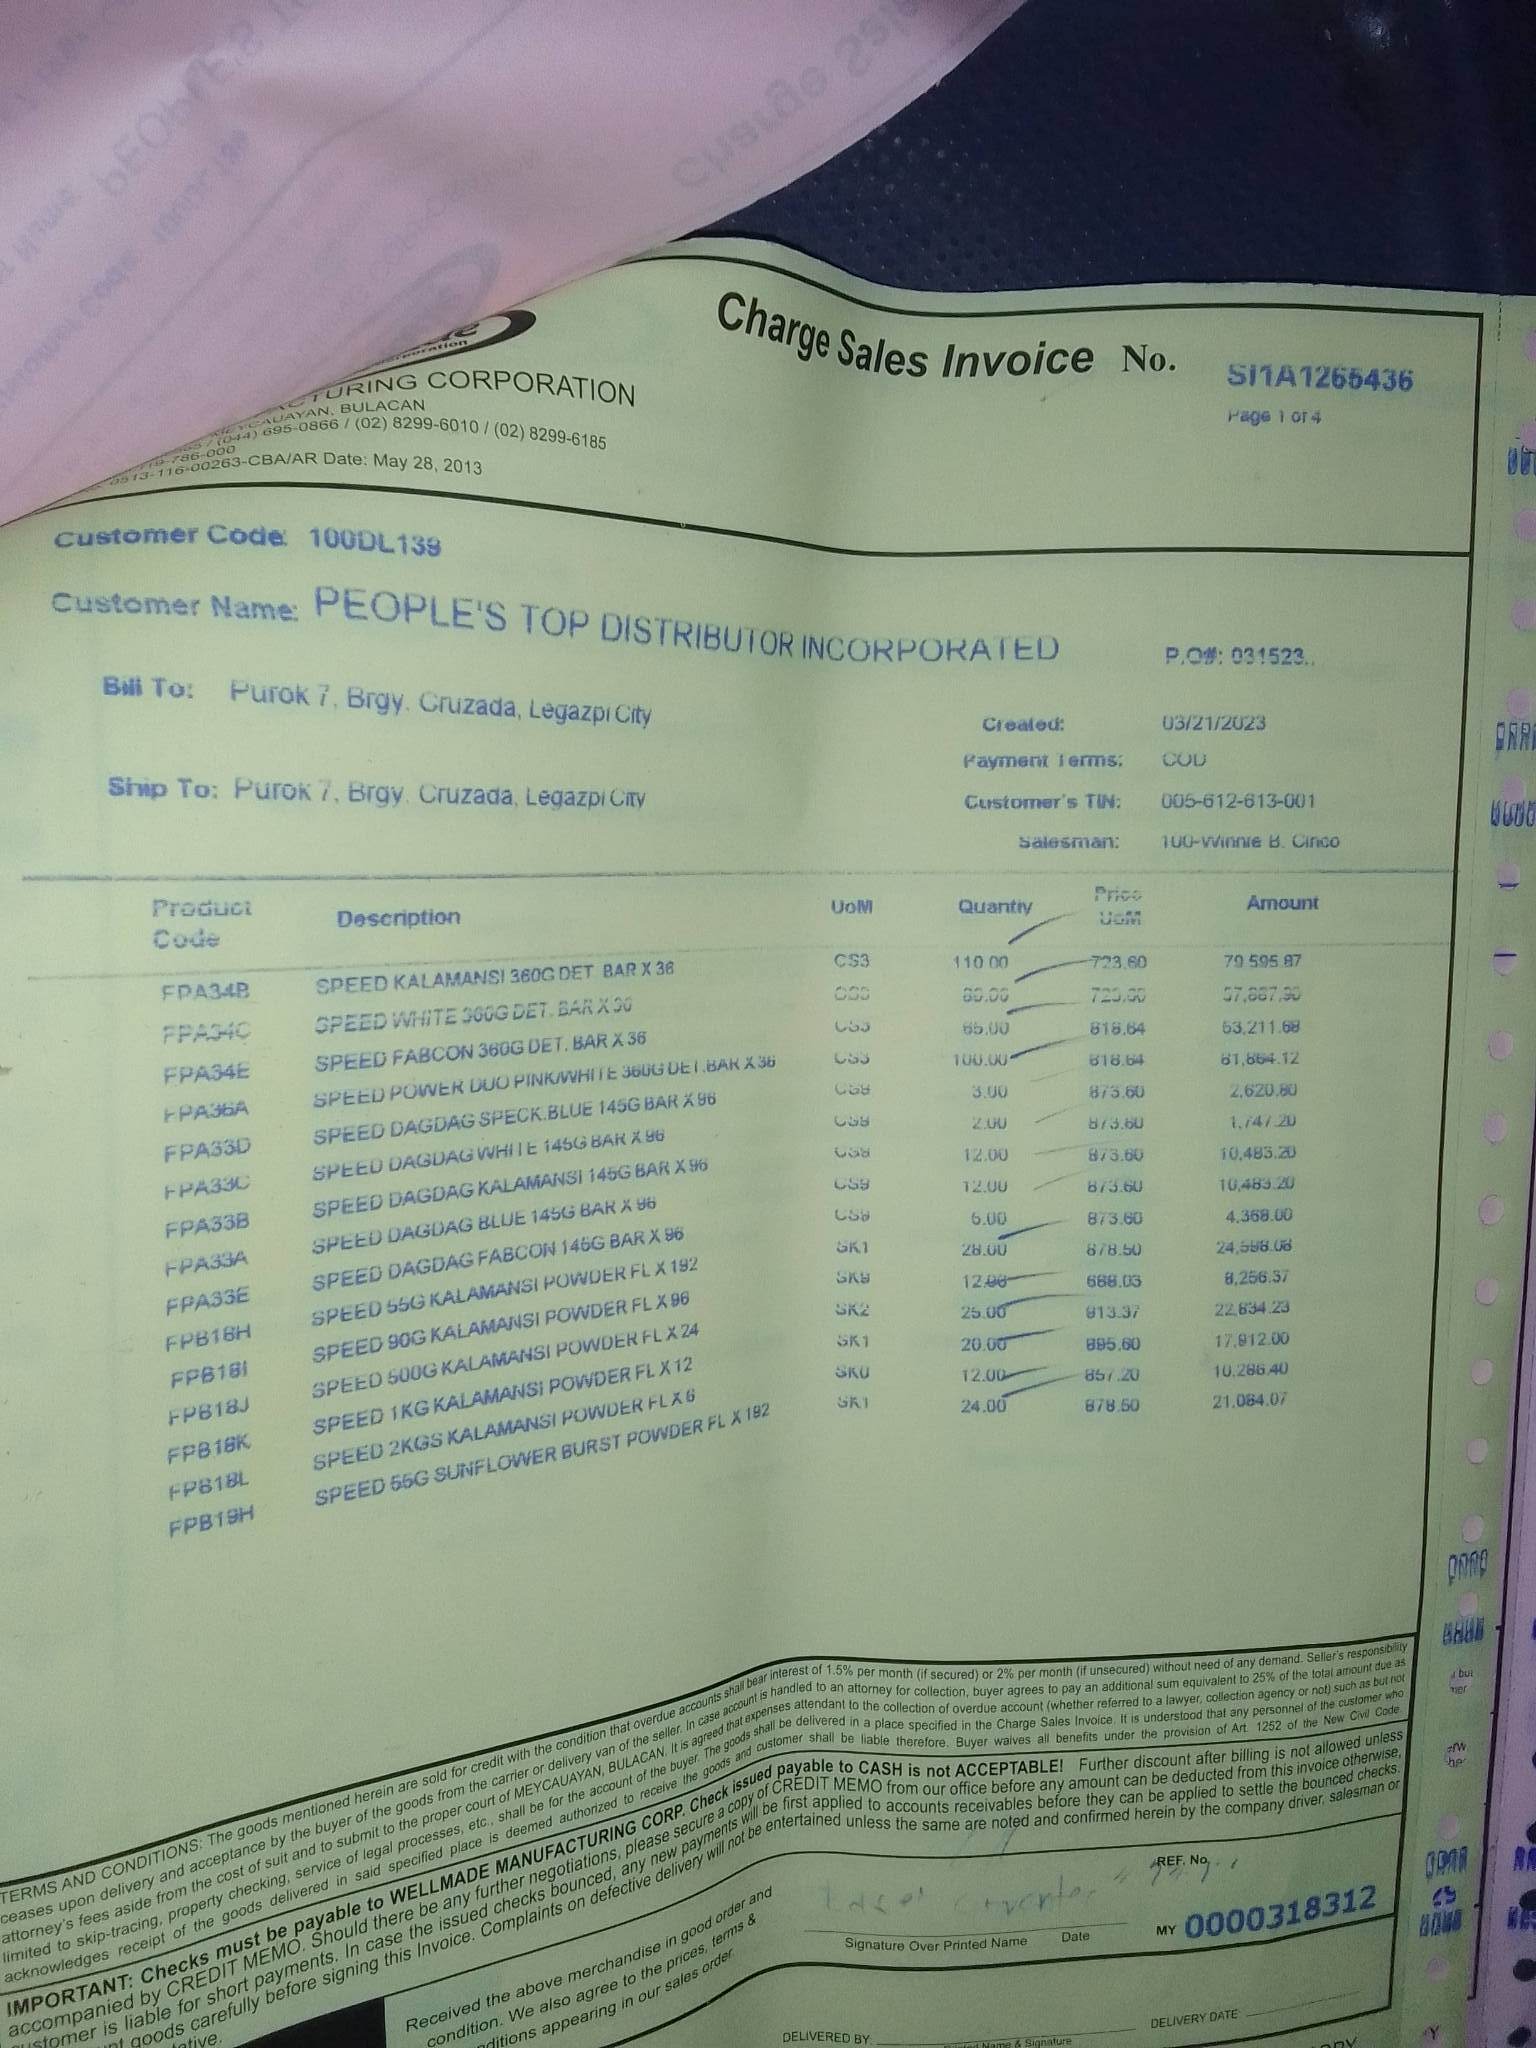 Charge Sales Invoice No. SI1A1265436
Page 1 of 4
CTURING CORPORATION
MEYCAUAYAN, BULACAN
(044) 695-0866 / (02) 8299-6010 / (02) 8299-6185
719-786-000
0513-116-00263-CBA/AR Date: May 28, 2013
Customer Code: 100DL139
Customer Name: PEOPLE'S TOP DISTRIBUTOR INCORPORATED
P.O#: 031523..
Bill To: Purok 7, Brgy. Cruzada, Legazpi City
Created: 03/21/2023
Payment Terms: COD
Ship To: Purok 7, Brgy. Cruzada, Legazpi City
Customer's TIN: 005-612-613-001
Salesman: 100-Winnie B. Cinco
Product Code Description UoM Quantiy Price UoM Amount
FPA34B SPEED KALAMANSI 360G DET. BAR X 36 CS3 110.00 723.60 79,595.87
FPA34C SPEED WHITE 360G DET. BAR X 36 CS3 80.00 723.60 57,887.90
FPA34E SPEED FABCON 360G DET. BAR X 36 CS3 65.00 818.64 53,211.68
FPA36A SPEED POWER DUO PINK/WHITE 360G DET.BAR X 36 CS3 100.00 818.64 81,864.12
FPA33D SPEED DAGDAG SPECK.BLUE 145G BAR X 96 CS9 3.00 873.60 2,620.80
FPA33C SPEED DAGDAG WHITE 145G BAR X 96 CS9 2.00 873.60 1,747.20
FPA33B SPEED DAGDAG KALAMANSI 145G BAR X 96 CS9 12.00 873.60 10,483.20
FPA33A SPEED DAGDAG BLUE 145G BAR X 96 CS9 12.00 873.60 10,483.20
FPA33E SPEED DAGDAG FABCON 145G BAR X 96 CS9 5.00 873.60 4,368.00
FPB18H SPEED 55G KALAMANSI POWDER FL X 192 SK1 28.00 878.50 24,598.08
FPB18I SPEED 90G KALAMANSI POWDER FL X 96 SK9 12.00 688.03 8,256.37
FPB18J SPEED 500G KALAMANSI POWDER FL X 24 SK2 25.00 913.37 22,834.23
FPB18K SPEED 1KG KALAMANSI POWDER FL X 12 SK1 20.00 895.60 17,912.00
FPB18L SPEED 2KGS KALAMANSI POWDER FL X 6 SK0 12.00 857.20 10,286.40
FPB19H SPEED 55G SUNFLOWER BURST POWDER FL X 192 SK1 24.00 878.50 21,084.07
TERMS AND CONDITIONS: The goods mentioned herein are sold for credit with the condition that overdue accounts shall bear interest of 1.5% per month (if secured) or 2% per month (if unsecured) without need of any demand. Seller's responsibility
ceases upon delivery and acceptance by the buyer of the goods from the carrier or delivery van of the seller. In case account is handled to an attorney for collection, buyer agrees to pay an additional sum equivalent to 25% of the total amount due as
attorney's fees aside from the cost of suit and to submit to the proper court of MEYCAUAYAN, BULACAN. It is agreed that expenses attendant to the collection of overdue account (whether referred to a lawyer, collection agency or not) such as but not
limited to skip-tracing, property checking, service of legal processes, etc., shall be for the account of the buyer. The goods shall be delivered in a place specified in the Charge Sales Invoice. It is understood that any personnel of the customer who
acknowledges receipt of the goods delivered in said specified place is deemed authorized to receive the goods and customer shall be liable therefore. Buyer waives all benefits under the provision of Art. 1252 of the New Civil Code.
IMPORTANT: Checks must be payable to WELLMADE MANUFACTURING CORP. Check issued payable to CASH is not ACCEPTABLE! Further discount after billing is not allowed unless
accompanied by CREDIT MEMO. Should there be any further negotiations, please secure a copy of CREDIT MEMO from our office before any amount can be deducted from this invoice otherwise,
customer is liable for short payments. In case the issued checks bounced, any new payments will be first applied to accounts receivables before they can be applied to settle the bounced checks.
goods carefully before signing this Invoice. Complaints on defective delivery will not be entertained unless the same are noted and confirmed herein by the company driver, salesman or
Received the above merchandise in good order and
condition. We also agree to the prices, terms &
appearing in our sales order.
Signature Over Printed Name Date
REF. No.
MY 0000318312
DELIVERED BY:
Printed Name & Signature
DELIVERY DATE: